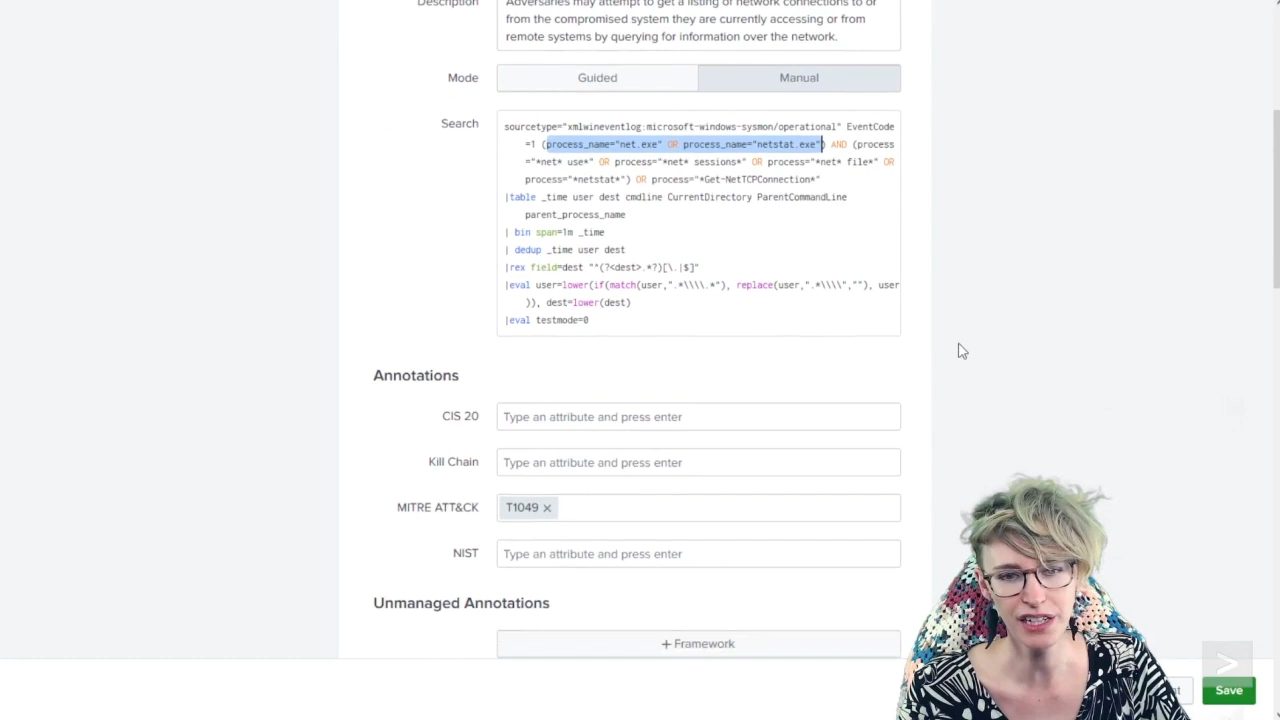 Description
Adversaries may attempt to get a listing of network connections to or
from the compromised system they are currently accessing or from
remote systems by querying for information over the network.
Mode
Guided
Manual
Search
sourcetype="xmlwineventlog:microsoft-windows-sysmon/operational" EventCode
=1 (process_name="net.exe" OR process_name="netstat.exe") AND (process
="*net* use*" OR process="*net* sessions*" OR process="*net* file*" OR
process="*netstat*") OR process="*Get-NetTCPConnection*"
|table _time user dest cmdline CurrentDirectory ParentCommandLine
parent_process_name
| bin span=1m _time
| dedup _time user dest
|rex field=dest "^(?<dest>.*?)[\.|$]"
|eval user=lower(if(match(user,".*\\\\.*"), replace(user,".*\\\\",""), user
)), dest=lower(dest)
|eval testmode=0
Annotations
CIS 20
Type an attribute and press enter
Kill Chain
Type an attribute and press enter
MITRE ATT&CK
T1049 ×
NIST
Type an attribute and press enter
Unmanaged Annotations
+ Framework
>
Save